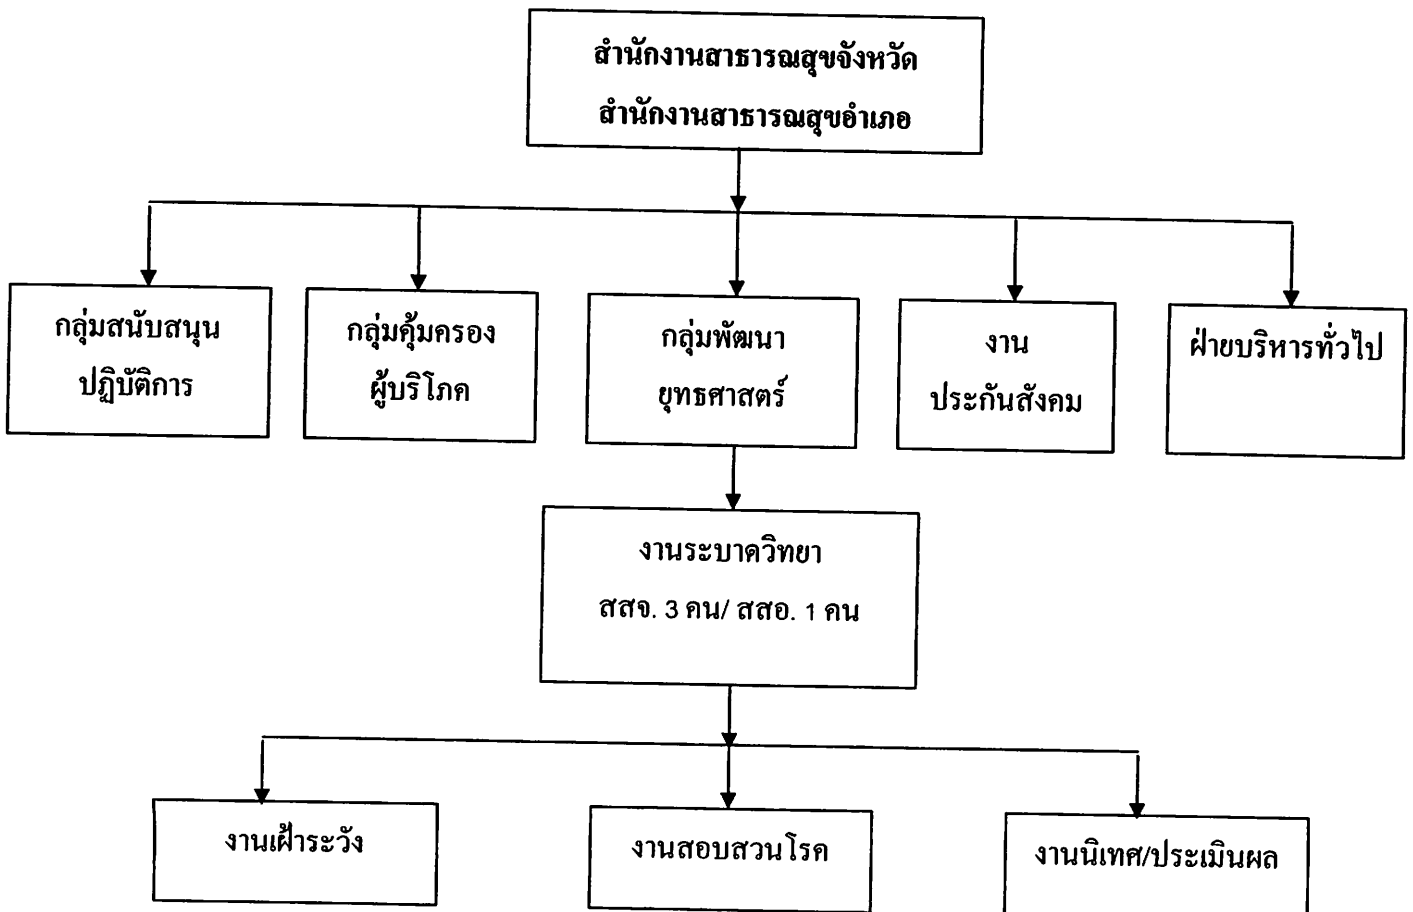 สำนักงานสาธารณสุขจังหวัด
สำนักงานสาธารณสุขอำเภอ
กลุ่มสนับสนุน
ปฏิบัติการ
กลุ่มคุ้มครอง
ผู้บริโภค
กลุ่มพัฒนา
ยุทธศาสตร์
งาน
ประกันสังคม
ฝ่ายบริหารทั่วไป
งานระบาดวิทยา
สสจ. 3 คน/ สสอ. 1 คน
งานเฝ้าระวัง
งานสอบสวนโรค
งานนิเทศ/ประเมินผล